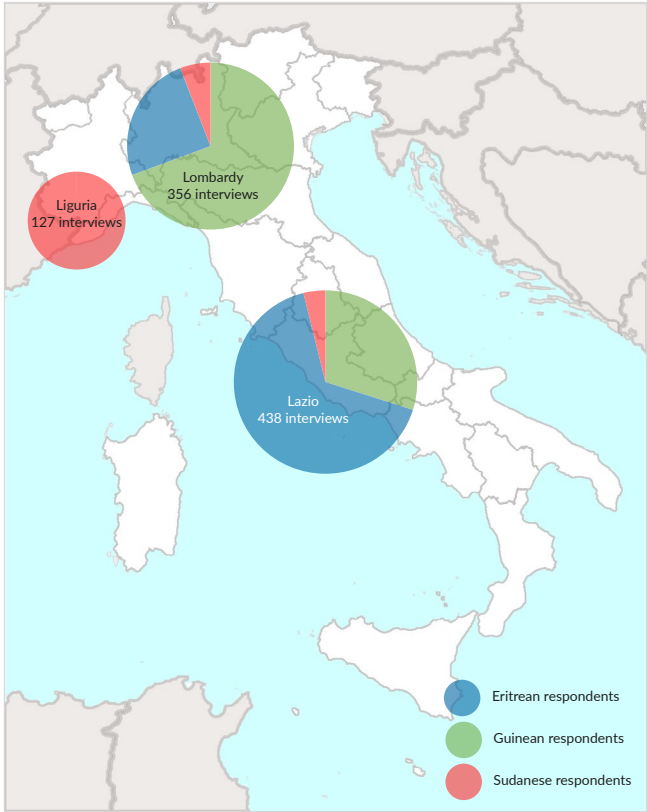 Lombardy
356 interviews
Liguria
127 interviews
Lazio
438 interviews
Eritrean respondents
Guinean respondents
Sudanese respondents